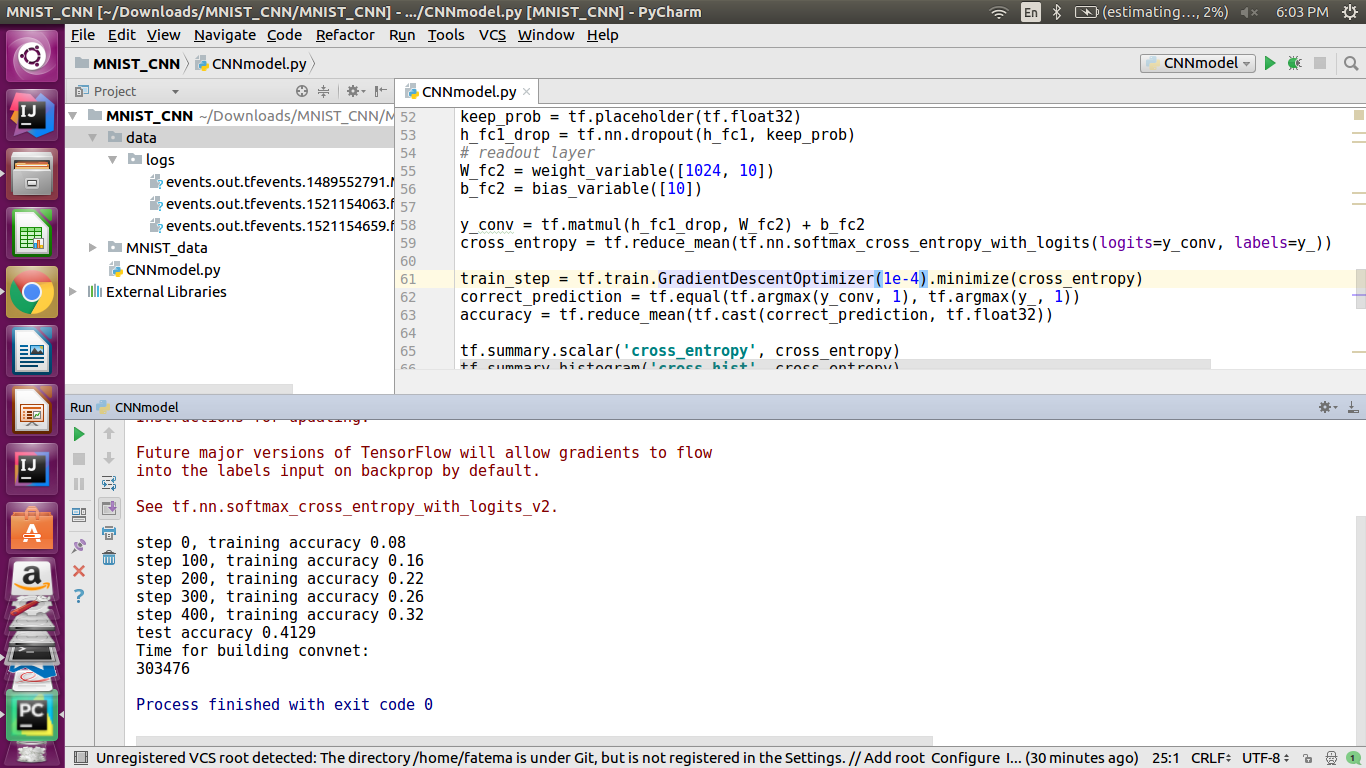 MNIST_CNN [~/Downloads/MNIST_CNN/MNIST_CNN] - .../CNNmodel.py [MNIST_CNN] - PyCharm
En
(estimating..., 2%)
6:03 PM
File Edit View Navigate Code Refactor Run Tools VCS Window Help
MNIST_CNN
CNNmodel.py
CNNmodel
Project
CNNmodel.py
MNIST_CNN ~/Downloads/MNIST_CNN/M
data
logs
events.out.tfevents.1489552791.
events.out.tfevents.1521154063.f
events.out.tfevents.1521154659.f
MNIST_data
CNNmodel.py
External Libraries
52 keep_prob = tf.placeholder(tf.float32)
53 h_fc1_drop = tf.nn.dropout(h_fc1, keep_prob)
54 # readout layer
55 W_fc2 = weight_variable([1024, 10])
56 b_fc2 = bias_variable([10])
57
58 y_conv = tf.matmul(h_fc1_drop, W_fc2) + b_fc2
59 cross_entropy = tf.reduce_mean(tf.nn.softmax_cross_entropy_with_logits(logits=y_conv, labels=y_))
60
61 train_step = tf.train.GradientDescentOptimizer(1e-4).minimize(cross_entropy)
62 correct_prediction = tf.equal(tf.argmax(y_conv, 1), tf.argmax(y_, 1))
63 accuracy = tf.reduce_mean(tf.cast(correct_prediction, tf.float32))
64
65 tf.summary.scalar('cross_entropy', cross_entropy)
66 tf.summary.histogram('cross_hist', cross_entropy)
Run CNNmodel
Instructions for updating:
Future major versions of TensorFlow will allow gradients to flow
into the labels input on backprop by default.
See tf.nn.softmax_cross_entropy_with_logits_v2.
step 0, training accuracy 0.08
step 100, training accuracy 0.16
step 200, training accuracy 0.22
step 300, training accuracy 0.26
step 400, training accuracy 0.32
test accuracy 0.4129
Time for building convnet:
303476
Process finished with exit code 0
IJ
IJ
A
a
PC
Unregistered VCS root detected: The directory /home/fatema is under Git, but is not registered in the Settings. // Add root Configure I... (30 minutes ago)
25:1 CRLF UTF-8
1